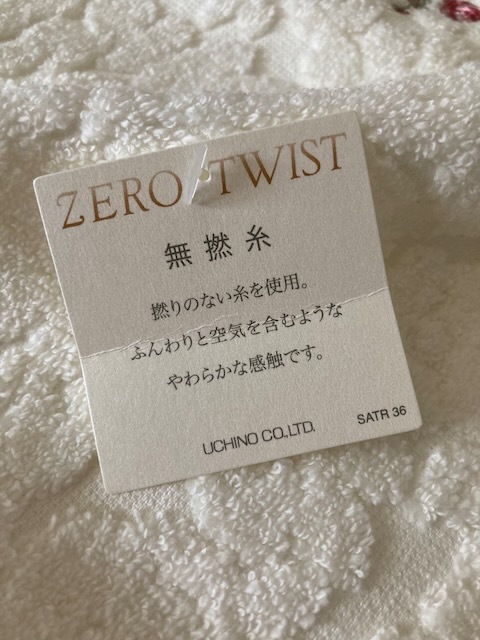 ZERO TWIST
無撚糸
撚りのない糸を使用。
ふんわりと空気を含むような
やわらかな感触です。
UCHINO CO.,LTD.
SATR 36